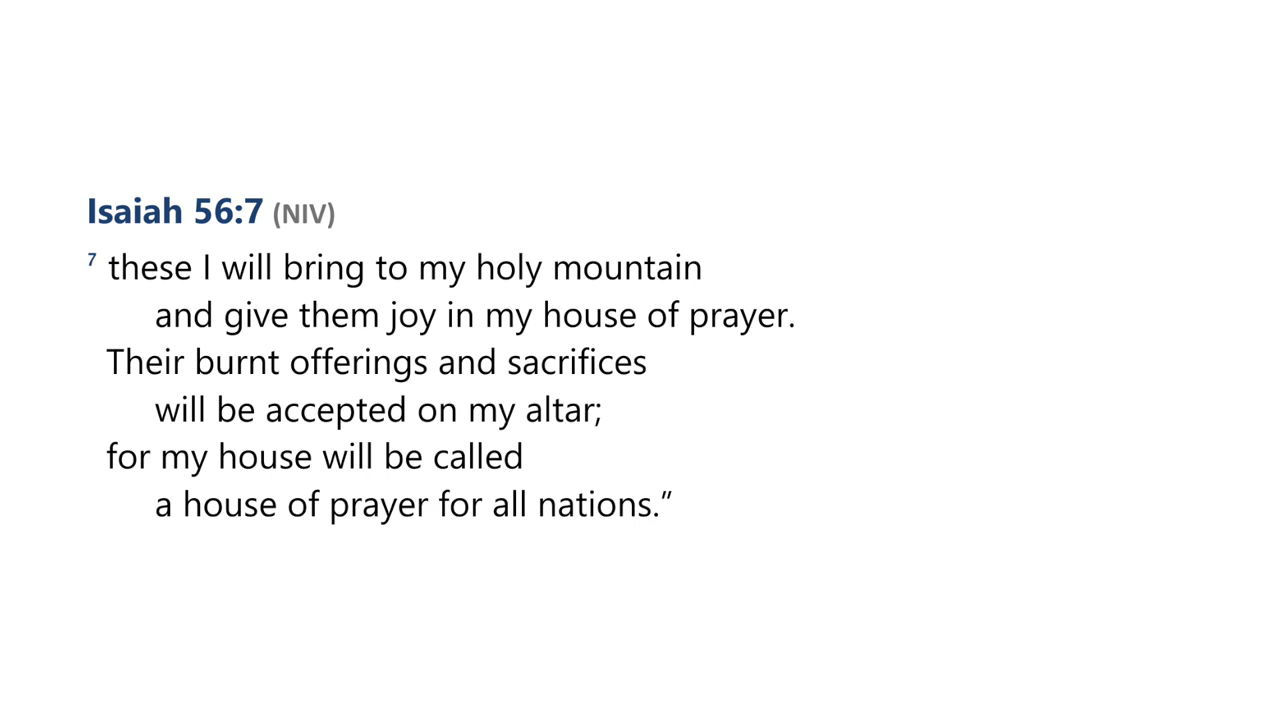 Isaiah 56:7 (NIV)
7 these I will bring to my holy mountain
and give them joy in my house of prayer.
Their burnt offerings and sacrifices
will be accepted on my altar;
for my house will be called
a house of prayer for all nations.”